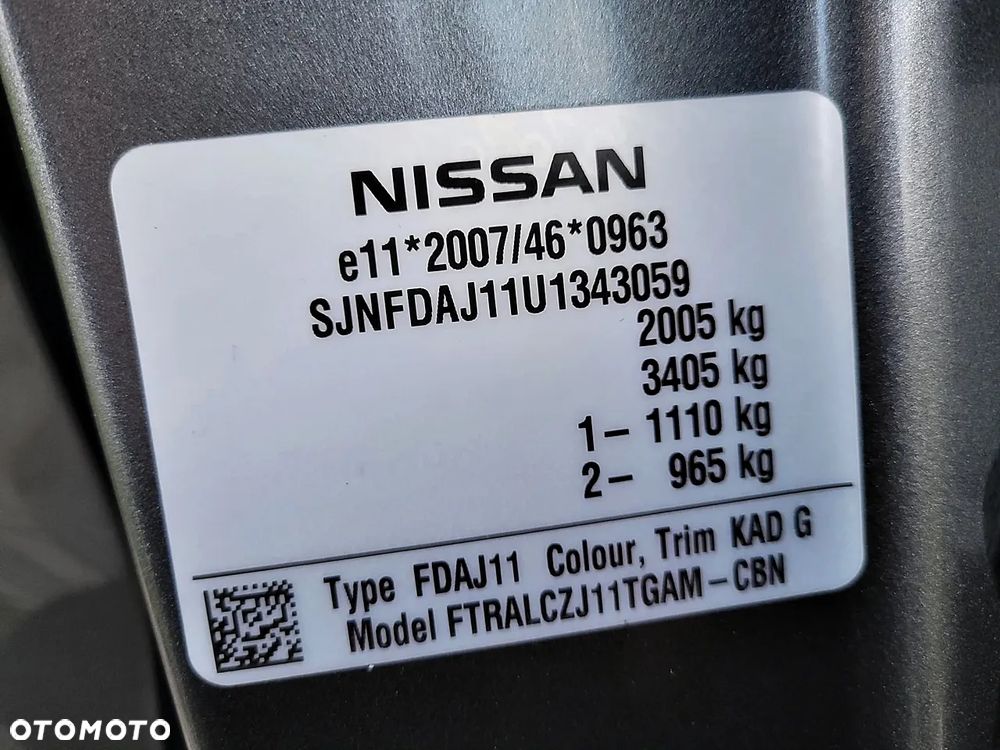 NISSAN
e11*2007/46*0963
SJNFDAJ11U1343059
2005 kg
3405 kg
1– 1110 kg
2– 965 kg
Type FDAJ11 Colour, Trim KAD G
Model FTRALCZJ11TGAM–CBN
OTOMOTO